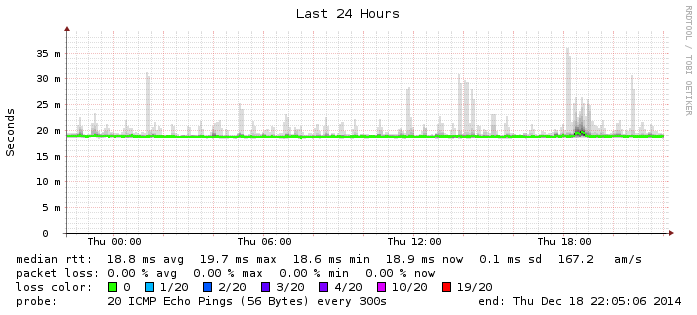 Last 24 Hours
RRDTOOL / TOBI OETIKER
Seconds
35 m
30 m
25 m
20 m
15 m
10 m
5 m
0
Thu 00:00 Thu 06:00 Thu 12:00 Thu 18:00
median rtt: 18.8 ms avg 19.7 ms max 18.6 ms min 18.9 ms now 0.1 ms sd 167.2 am/s
packet loss: 0.00 % avg 0.00 % max 0.00 % min 0.00 % now
loss color: 0 1/20 2/20 3/20 4/20 10/20 19/20
probe: 20 ICMP Echo Pings (56 Bytes) every 300s end: Thu Dec 18 22:05:06 2014